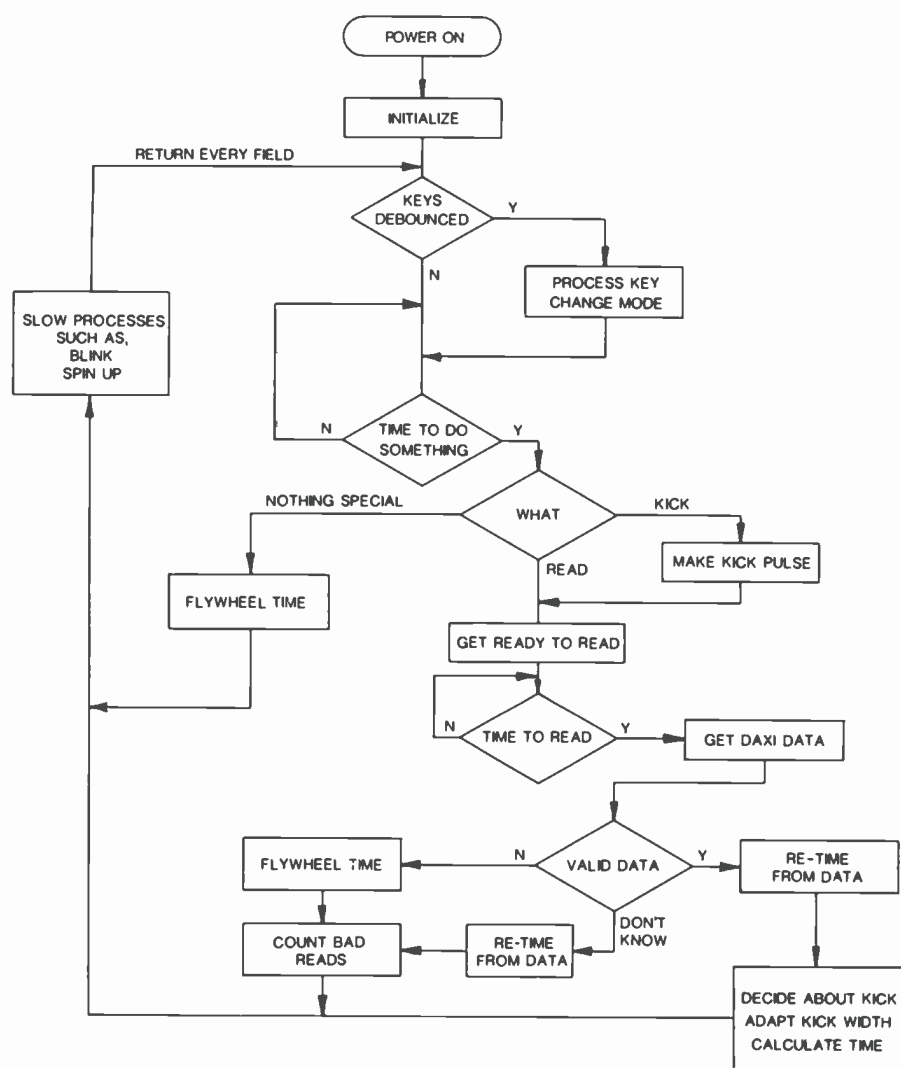 POWER ON
INITIALIZE
RETURN EVERY FIELD
KEYS
DEBOUNCED
Y
N
PROCESS KEY
CHANGE MODE
SLOW PROCESSES
SUCH AS,
BLINK
SPIN UP
N
TIME TO DO
SOMETHING
Y
NOTHING SPECIAL
WHAT
KICK
READ
MAKE KICK PULSE
FLYWHEEL TIME
GET READY TO READ
N
TIME TO READ
Y
GET DAXI DATA
FLYWHEEL TIME
N
VALID DATA
Y
RE-TIME
FROM DATA
DON'T
KNOW
COUNT BAD
READS
RE-TIME
FROM DATA
DECIDE ABOUT KICK
ADAPT KICK WIDTH
CALCULATE TIME